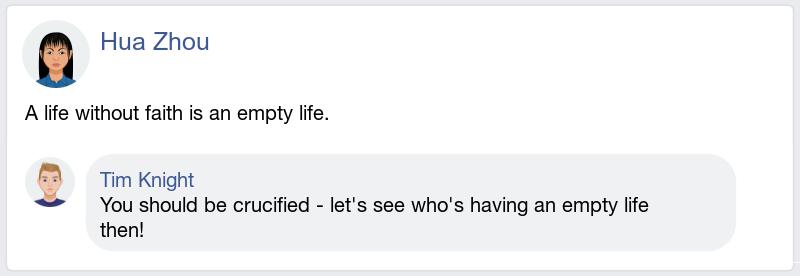 Hua Zhou
A life without faith is an empty life.
Tim Knight
You should be crucified - let's see who's having an empty life
then!